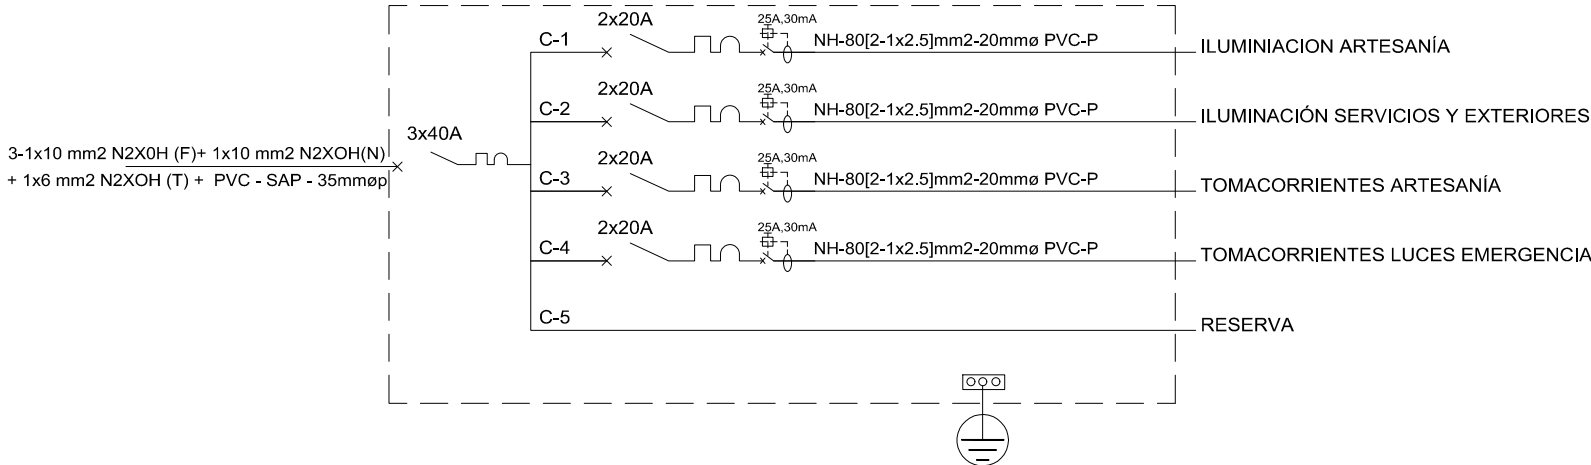 2x20A
25A,30mA
C-1
NH-80[2-1x2.5]mm2-20mmø PVC-P
ILUMINIACION ARTESANÍA
2x20A
25A,30mA
C-2
NH-80[2-1x2.5]mm2-20mmø PVC-P
ILUMINACIÓN SERVICIOS Y EXTERIORES
3x40A
3-1x10 mm2 N2X0H (F)+ 1x10 mm2 N2XOH(N)
+ 1x6 mm2 N2XOH (T) + PVC - SAP - 35mmøp
2x20A
25A,30mA
C-3
NH-80[2-1x2.5]mm2-20mmø PVC-P
TOMACORRIENTES ARTESANÍA
2x20A
25A,30mA
C-4
NH-80[2-1x2.5]mm2-20mmø PVC-P
TOMACORRIENTES LUCES EMERGENCIA
C-5
RESERVA